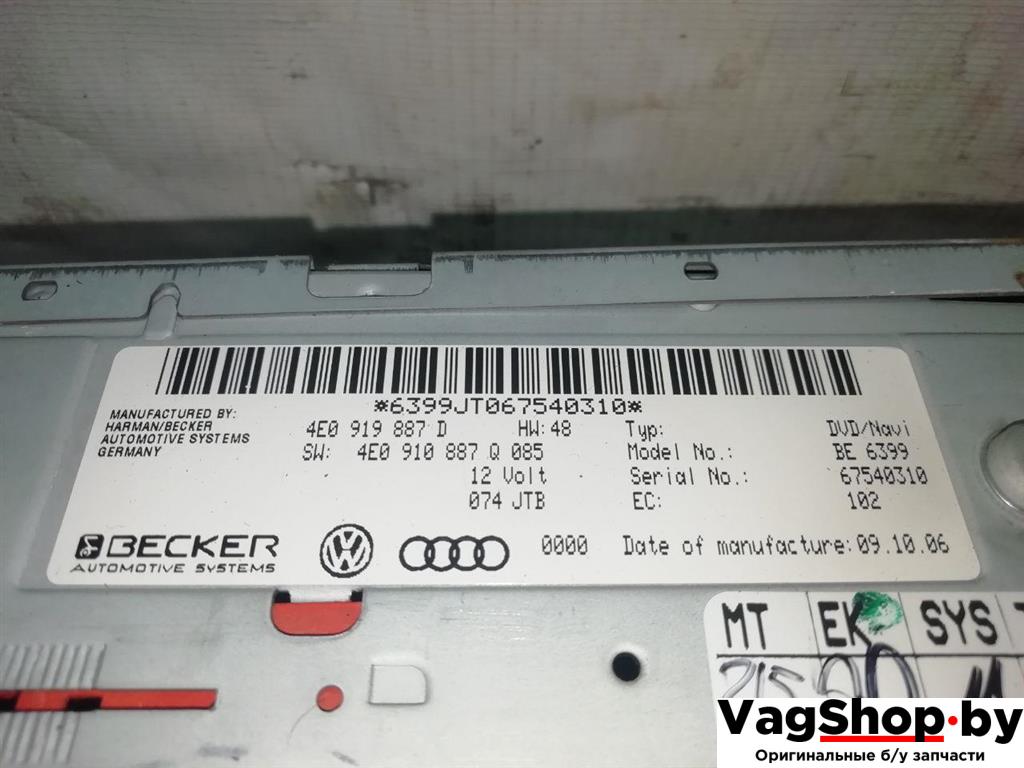 *6399JT067540310*
MANUFACTURED BY:
HARMAN/BECKER
AUTOMOTIVE SYSTEMS
GERMANY
4E0 919 887 D HW: 48
SW: 4E0 910 887 Q 085
12 Volt
074 JTB
Typ: DVD/Navi
Model No.: BE 6399
Serial No.: 67540310
EC: 102
BECKER
AUTOMOTIVE SYSTEMS
0000 Date of manufacture: 09.10.06
MT EK SYS
VagShop.by
Оригинальные б/у запчасти